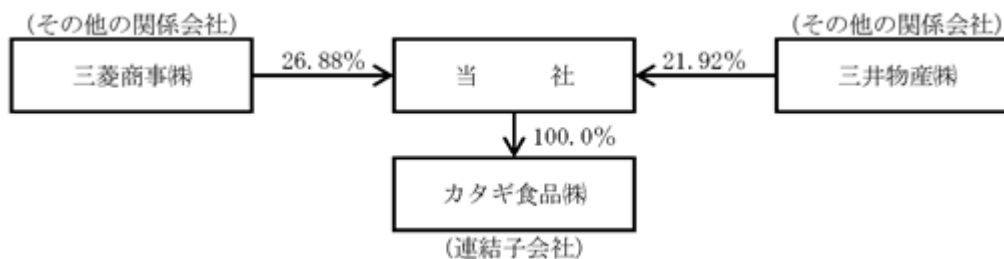 (その他の関係会社)
三菱商事㈱
26.88%
当　　社
21.92%
(その他の関係会社)
三井物産㈱
100.0%
カタギ食品㈱
(連結子会社)